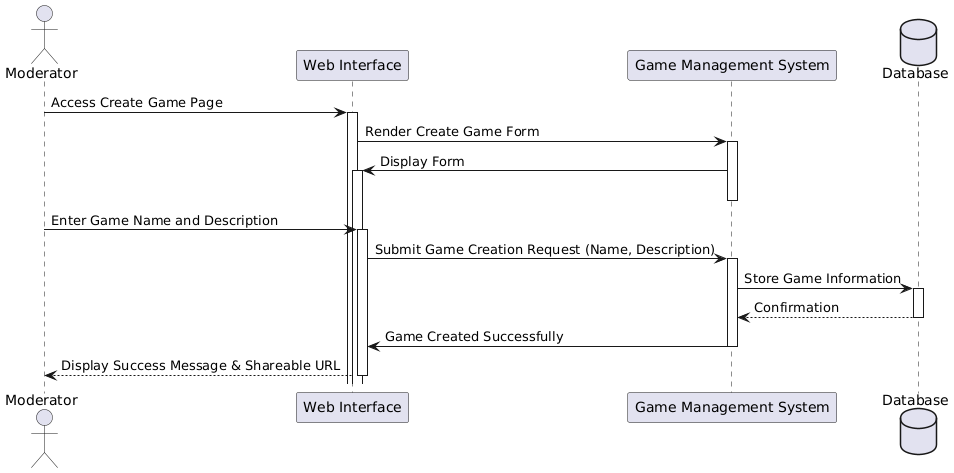 Moderator
Web Interface
Game Management System
Database
Access Create Game Page
Render Create Game Form
Display Form
Enter Game Name and Description
Submit Game Creation Request (Name, Description)
Store Game Information
Confirmation
Game Created Successfully
Display Success Message & Shareable URL
Moderator
Web Interface
Game Management System
Database